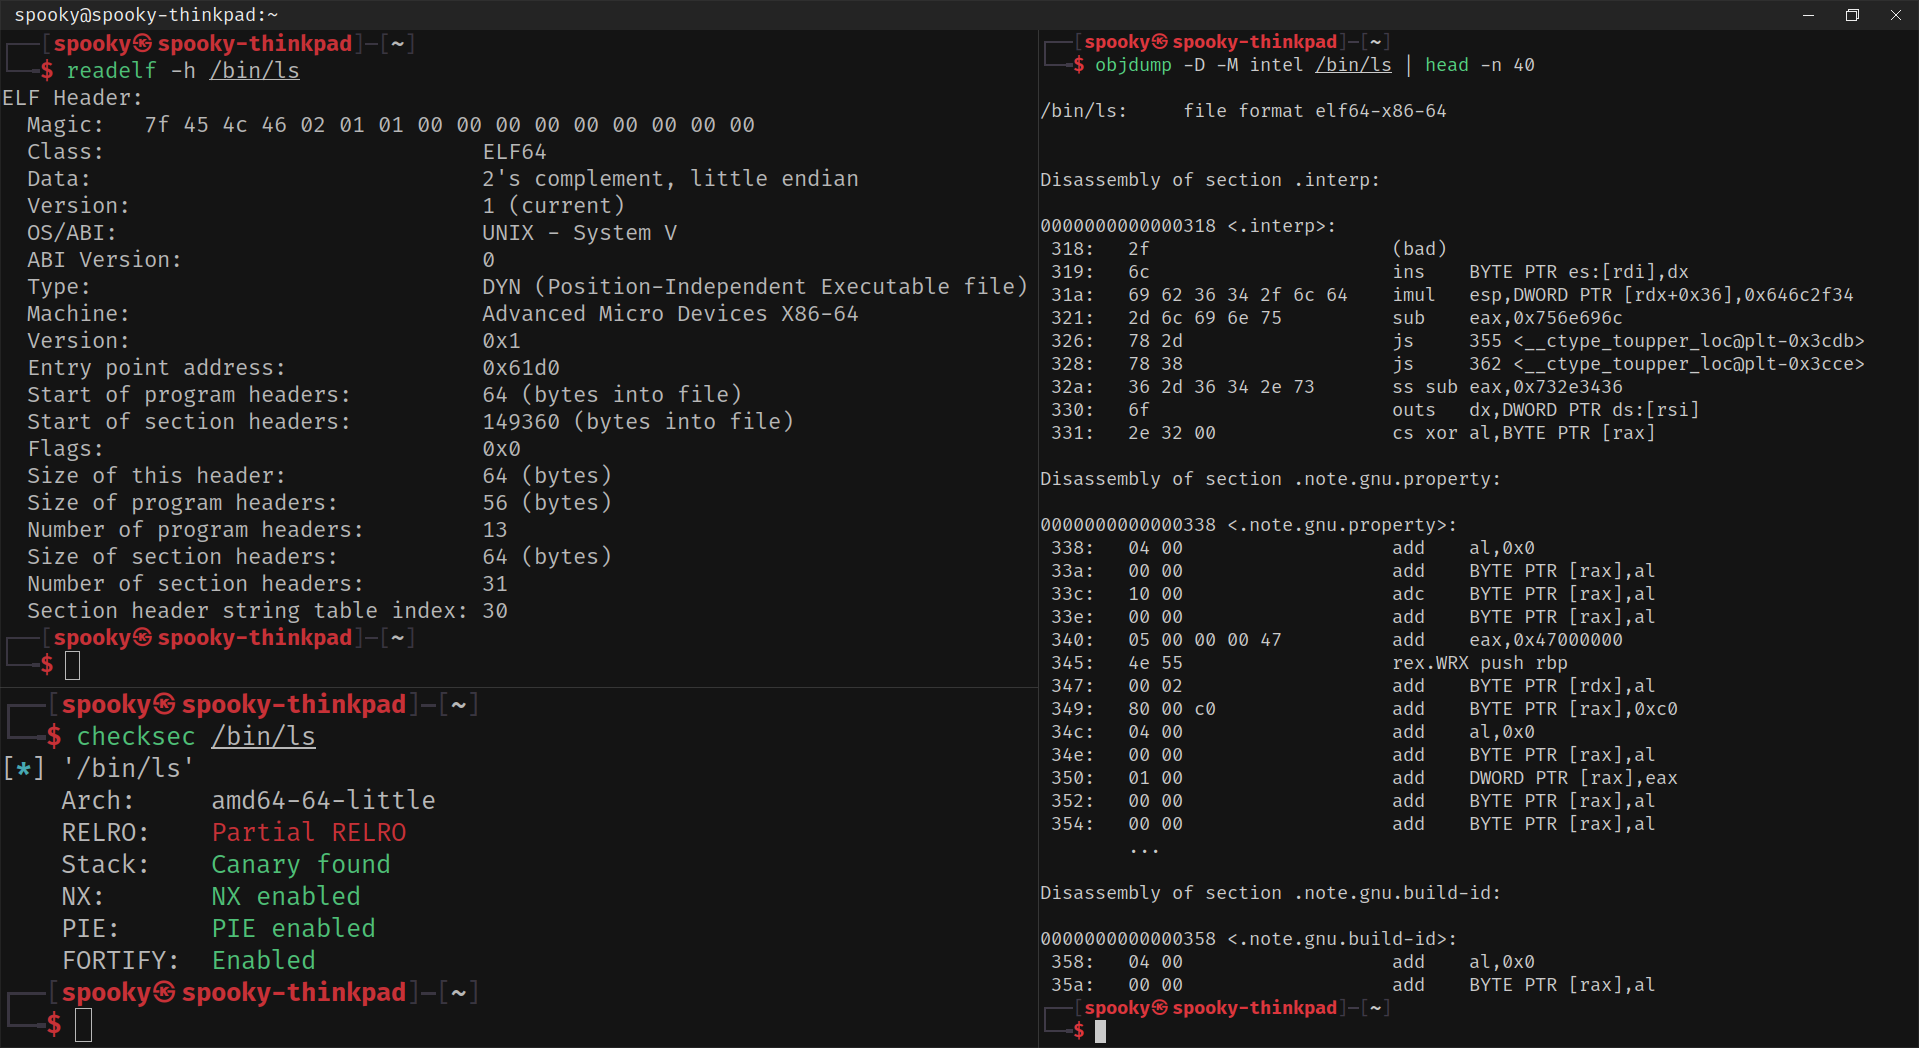 spooky@spooky-thinkpad:~
┌──[spooky㉿spooky-thinkpad]-[~]
└─$ readelf -h /bin/ls
ELF Header:
  Magic:   7f 45 4c 46 02 01 01 00 00 00 00 00 00 00 00 00
  Class:                             ELF64
  Data:                              2's complement, little endian
  Version:                           1 (current)
  OS/ABI:                            UNIX - System V
  ABI Version:                       0
  Type:                              DYN (Position-Independent Executable file)
  Machine:                           Advanced Micro Devices X86-64
  Version:                           0x1
  Entry point address:               0x61d0
  Start of program headers:          64 (bytes into file)
  Start of section headers:          149360 (bytes into file)
  Flags:                             0x0
  Size of this header:               64 (bytes)
  Size of program headers:           56 (bytes)
  Number of program headers:         13
  Size of section headers:           64 (bytes)
  Number of section headers:         31
  Section header string table index: 30
┌──[spooky㉿spooky-thinkpad]-[~]
└─$
┌──[spooky㉿spooky-thinkpad]-[~]
└─$ checksec /bin/ls
[*] '/bin/ls'
    Arch:     amd64-64-little
    RELRO:    Partial RELRO
    Stack:    Canary found
    NX:       NX enabled
    PIE:      PIE enabled
    FORTIFY:  Enabled
┌──[spooky㉿spooky-thinkpad]-[~]
└─$
┌──[spooky㉿spooky-thinkpad]-[~]
└─$ objdump -D -M intel /bin/ls | head -n 40
/bin/ls:     file format elf64-x86-64
Disassembly of section .interp:
0000000000000318 <.interp>:
 318:   2f                      (bad)
 319:   6c                      ins    BYTE PTR es:[rdi],dx
 31a:   69 62 36 34 2f 6c 64    imul   esp,DWORD PTR [rdx+0x36],0x646c2f34
 321:   2d 6c 69 6e 75          sub    eax,0x756e696c
 326:   78 2d                   js     355 <__ctype_toupper_loc@plt-0x3cdb>
 328:   78 38                   js     362 <__ctype_toupper_loc@plt-0x3cce>
 32a:   36 2d 36 34 2e 73       ss sub eax,0x732e3436
 330:   6f                      outs   dx,DWORD PTR ds:[rsi]
 331:   2e 32 00                cs xor al,BYTE PTR [rax]
Disassembly of section .note.gnu.property:
0000000000000338 <.note.gnu.property>:
 338:   04 00                   add    al,0x0
 33a:   00 00                   add    BYTE PTR [rax],al
 33c:   10 00                   adc    BYTE PTR [rax],al
 33e:   00 00                   add    BYTE PTR [rax],al
 340:   05 00 00 00 47          add    eax,0x47000000
 345:   4e 55                   rex.WRX push rbp
 347:   00 02                   add    BYTE PTR [rdx],al
 349:   80 00 c0                add    BYTE PTR [rax],0xc0
 34c:   04 00                   add    al,0x0
 34e:   00 00                   add    BYTE PTR [rax],al
 350:   01 00                   add    DWORD PTR [rax],eax
 352:   00 00                   add    BYTE PTR [rax],al
 354:   00 00                   add    BYTE PTR [rax],al
        ...
Disassembly of section .note.gnu.build-id:
0000000000000358 <.note.gnu.build-id>:
 358:   04 00                   add    al,0x0
 35a:   00 00                   add    BYTE PTR [rax],al
┌──[spooky㉿spooky-thinkpad]-[~]
└─$